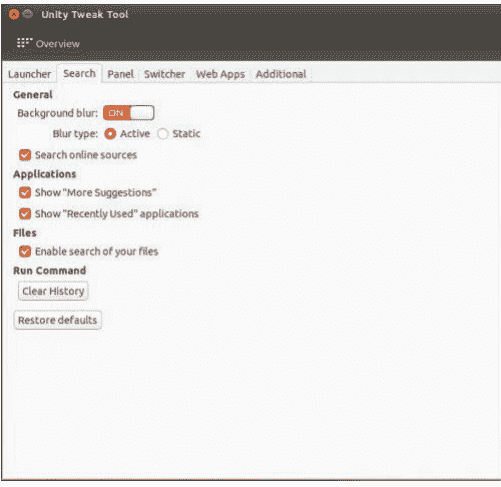 Unity Tweak Tool
Overview
Launcher Search Panel Switcher Web Apps Additional
General
Background blur: ON
Blur type: Active Static
Search online sources
Applications
Show "More Suggestions"
Show "Recently Used" applications
Files
Enable search of your files
Run Command
Clear History
Restore defaults